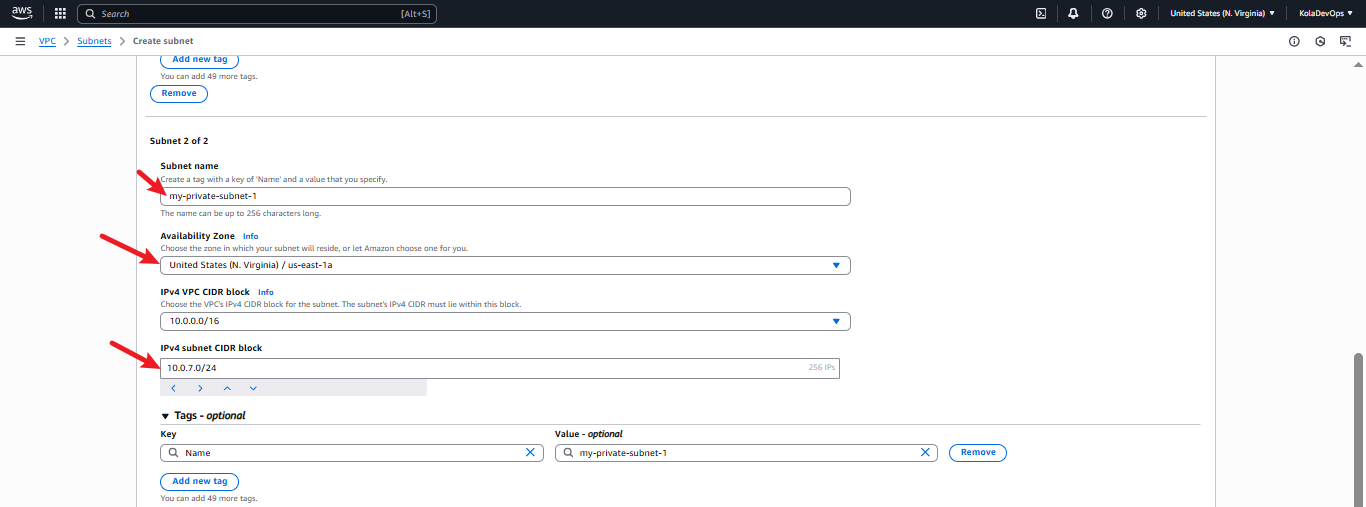 aws Search [Alt+S] United States (N. Virginia) KolaDevOps
VPC Subnets Create subnet
Add new tag
You can add 49 more tags.
Remove
Subnet 2 of 2
Subnet name
Create a tag with a key of 'Name' and a value that you specify.
my-private-subnet-1
The name can be up to 256 characters long.
Availability Zone Info
Choose the zone in which your subnet will reside, or let Amazon choose one for you.
United States (N. Virginia) / us-east-1a
IPv4 VPC CIDR block Info
Choose the VPC's IPv4 CIDR block for the subnet. The subnet's IPv4 CIDR must lie within this block.
10.0.0.0/16
IPv4 subnet CIDR block
10.0.7.0/24 256 IPs
Tags - optional
Key Value - optional
Name my-private-subnet-1 Remove
Add new tag
You can add 49 more tags.